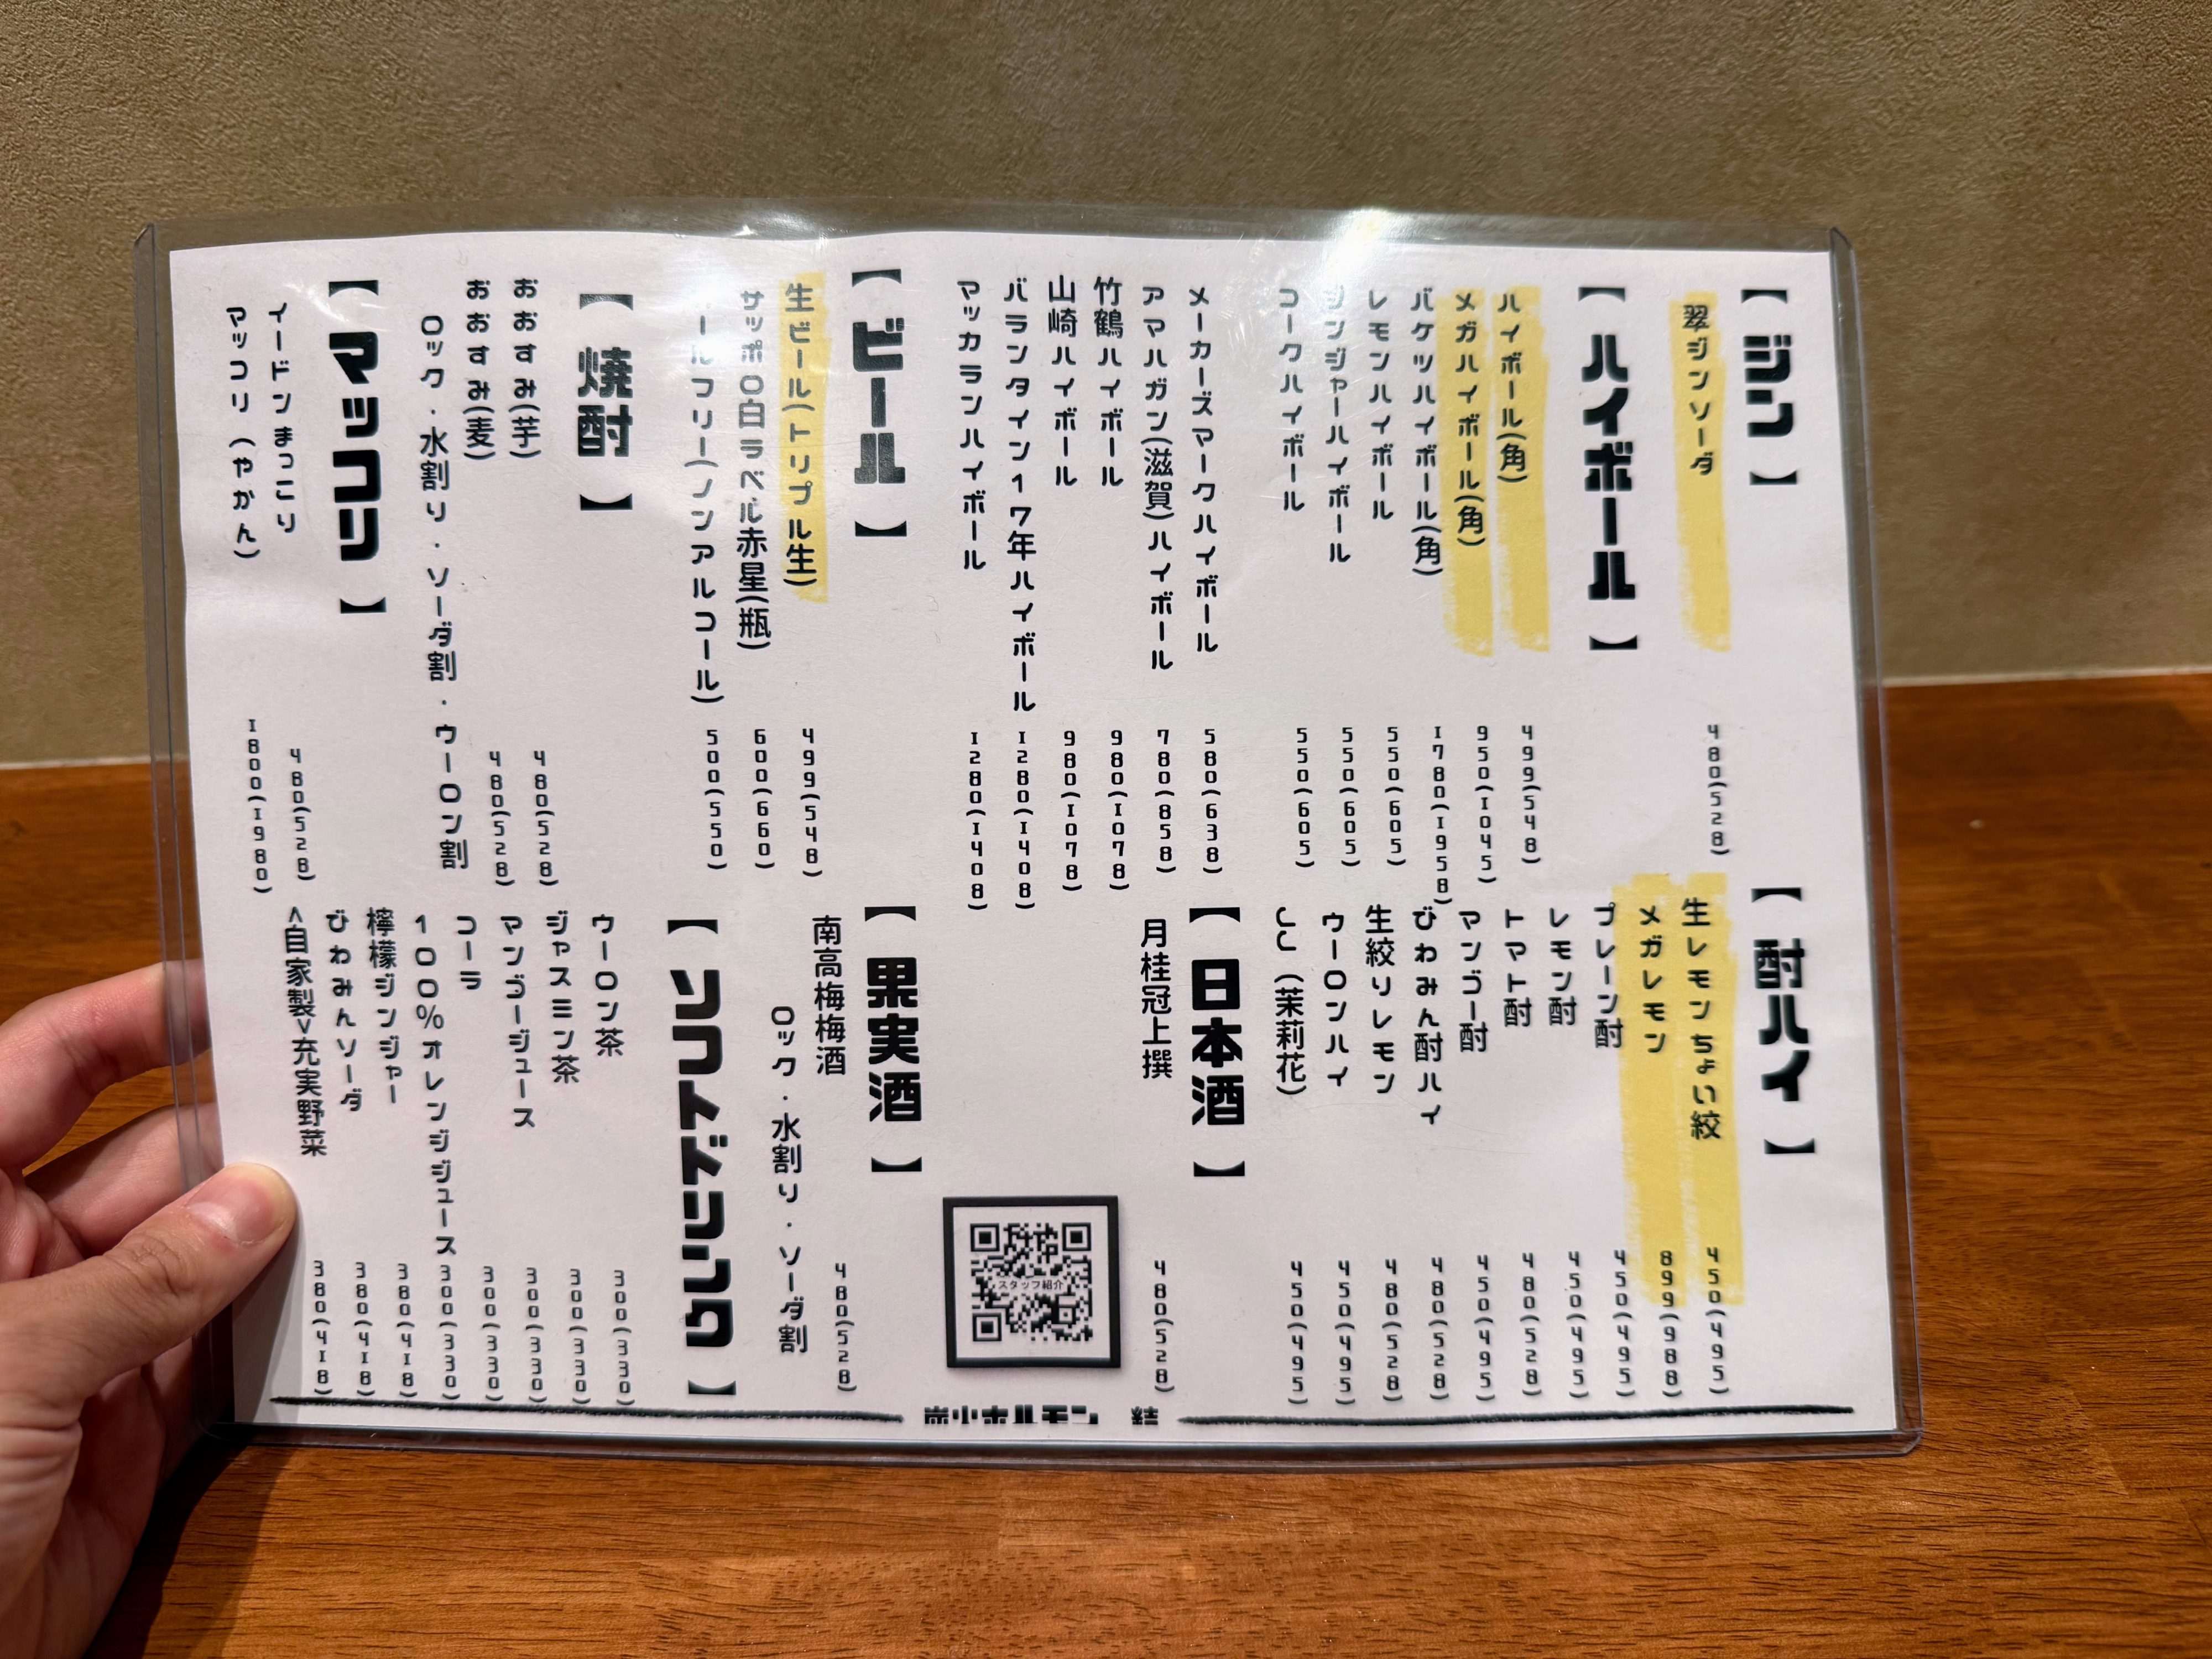 【ジン】
翠ジンソーダ 480(528)
【ハイボール】
ハイボール(角) 499(548)
メガハイボール(角) 950(1045)
バケツハイボール(角) 1780(1958)
レモンハイボール 550(605)
ジンジャーハイボール 550(605)
コークハイボール 550(605)
メーカーズマークハイボール 580(638)
アマハガン(滋賀)ハイボール 780(858)
竹鶴ハイボール 980(1078)
山崎ハイボール 980(1078)
バランタイン17年ハイボール 1280(1408)
マッカランハイボール 1280(1408)
【ビール】
生ビール(トリプル生) 499(548)
サッポロ白ラベル赤星(瓶) 600(660)
ールフリー(ノンアルコール) 500(550)
【焼酎】
おおすみ(芋) 480(528)
おおすみ(麦) 480(528)
ロック・水割り・ソーダ割・ウーロン割
【マッコリ】
イードンまっこり 480(528)
マッコリ(やかん) 1800(1980)
【酎ハイ】
生レモンちょい絞 450(495)
メガレモン 899(988)
プレーン酎 450(495)
レモン酎 450(495)
トマト酎 480(528)
マンゴー酎 450(495)
びわみん酎ハイ 480(528)
生絞りレモン 480(528)
ウーロンハイ 450(495)
JJ(茉莉花) 450(495)
【日本酒】
月桂冠上撰 480(528)
スタッフ紹介
【果実酒】
南高梅梅酒 480(528)
ロック・水割り・ソーダ割
【ソフトドリンク】
ウーロン茶 300(330)
ジャスミン茶 300(330)
マンゴージュース 300(330)
コーラ 300(330)
100%オレンジジュース 300(330)
檸檬ジンジャー 380(418)
びわみんソーダ 380(418)
<自家製>充実野菜 380(418)
炭火ホルモン 結